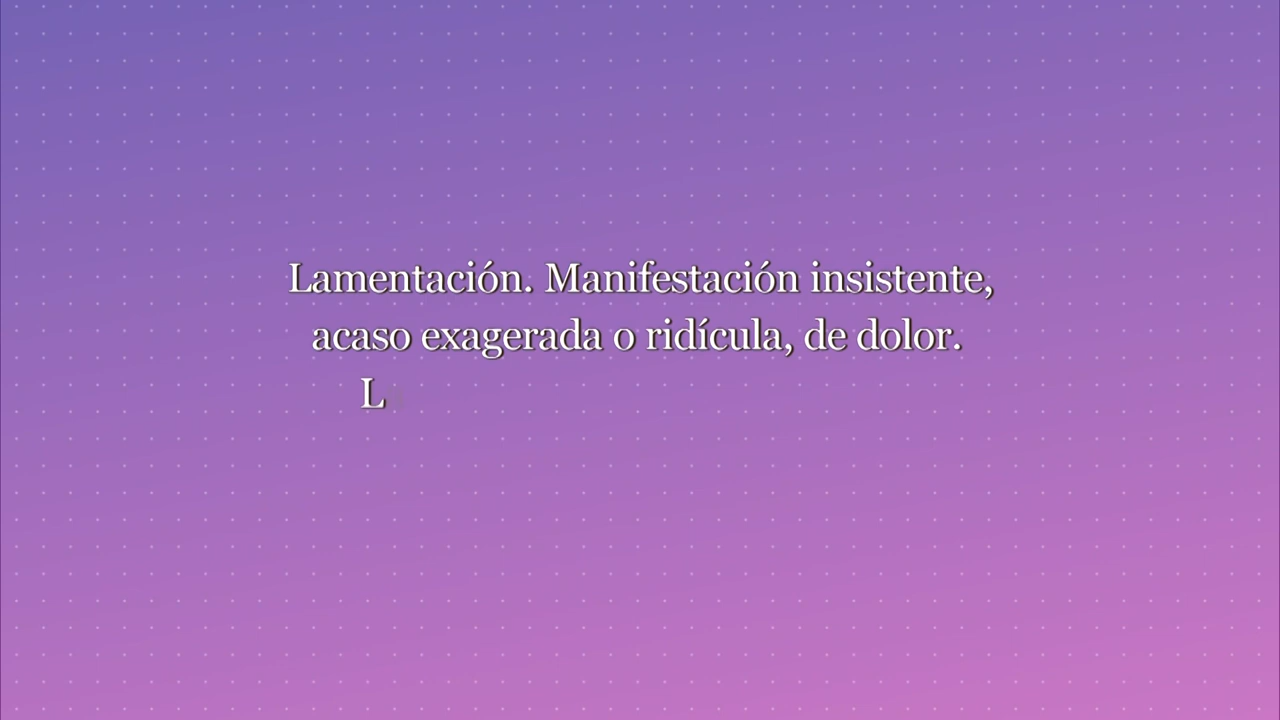 Lamentación. Manifestación insistente,
acaso exagerada o ridícula, de dolor.
L